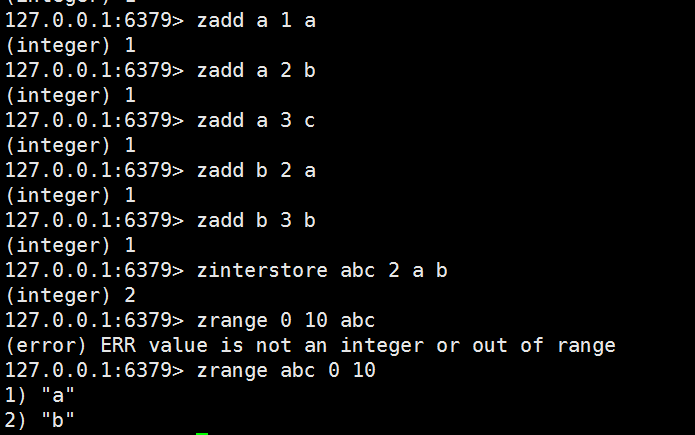 127.0.0.1:6379> zadd a 1 a
(integer) 1
127.0.0.1:6379> zadd a 2 b
(integer) 1
127.0.0.1:6379> zadd a 3 c
(integer) 1
127.0.0.1:6379> zadd b 2 a
(integer) 1
127.0.0.1:6379> zadd b 3 b
(integer) 1
127.0.0.1:6379> zinterstore abc 2 a b
(integer) 2
127.0.0.1:6379> zrange 0 10 abc
(error) ERR value is not an integer or out of range
127.0.0.1:6379> zrange abc 0 10
1) "a"
2) "b"